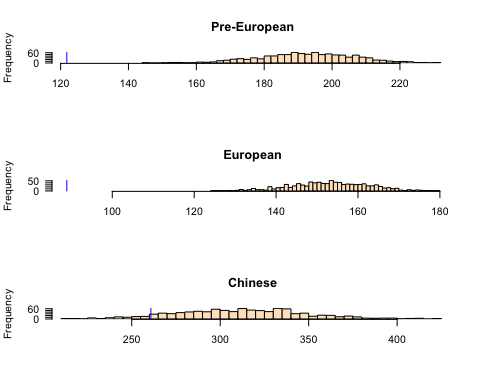 Pre-European
Frequency
60
0
120 140 160 180 200 220
European
Frequency
50
0
100 120 140 160 180
Chinese
Frequency
60
0
250 300 350 400